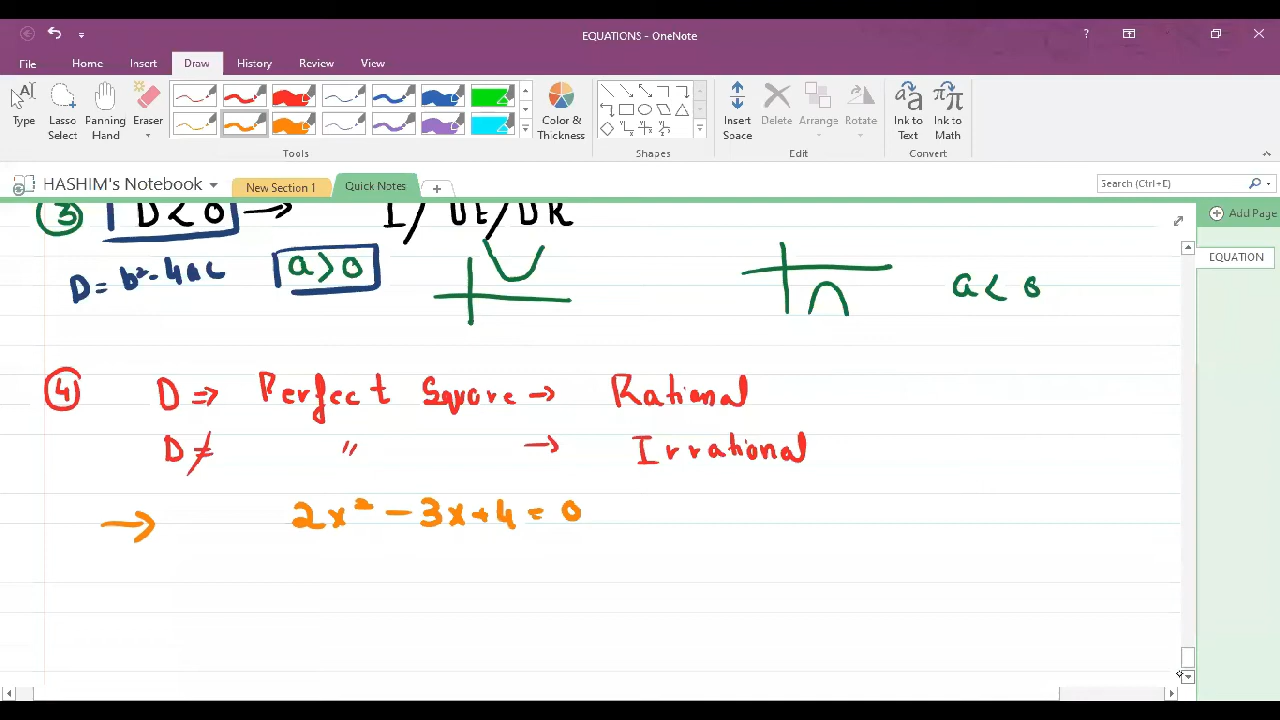 EQUATIONS - OneNote
?
File Home Insert Draw History Review View
Type
Lasso Select
Panning Hand
Eraser
Color & Thickness
Insert Space
Delete
Arrange
Rotate
Ink to Text
Ink to Math
Tools Shapes Edit Convert
HASHIM's Notebook New Section 1 Quick Notes + Search (Ctrl+E)
Add Page
EQUATION
③ D < 0 →
D = b² - 4ac a > 0 a < 0
④ D ⇒ Perfect Square → Rational
D ≠ " → Irrational
→ 2x² - 3x + 4 = 0